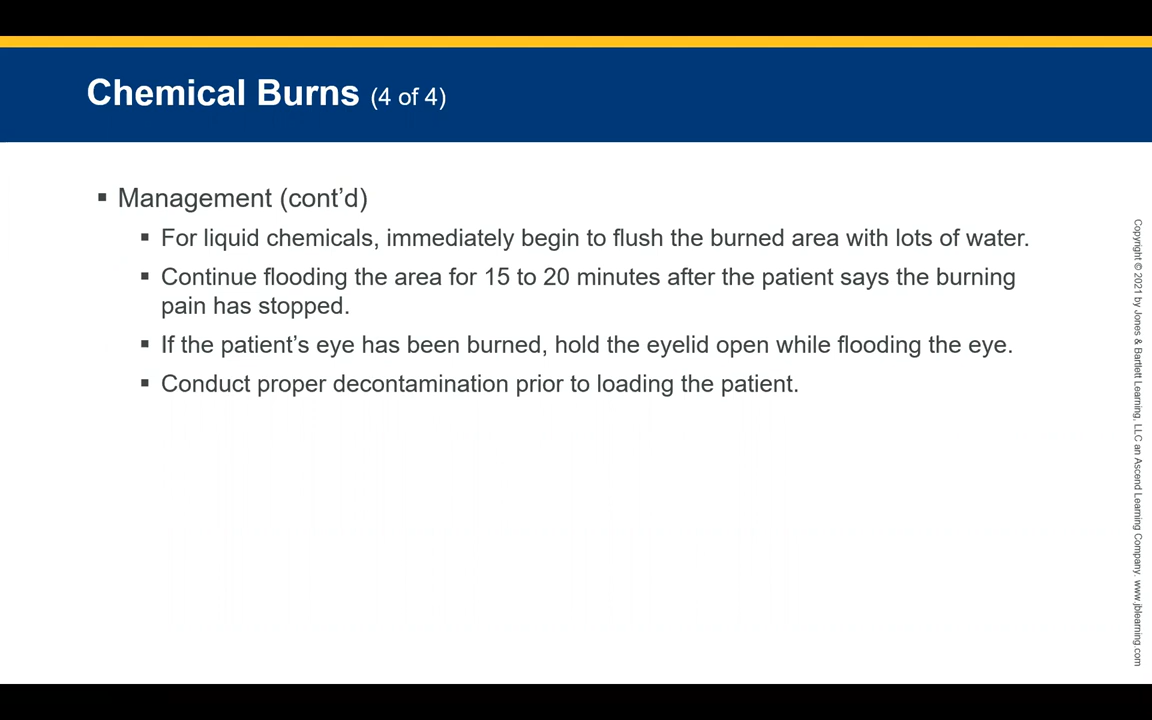 Chemical Burns (4 of 4)
▪ Management (cont’d)
▪ For liquid chemicals, immediately begin to flush the burned area with lots of water.
▪ Continue flooding the area for 15 to 20 minutes after the patient says the burning
pain has stopped.
▪ If the patient’s eye has been burned, hold the eyelid open while flooding the eye.
▪ Conduct proper decontamination prior to loading the patient.
Copyright © 2021 by Jones & Bartlett Learning, LLC an Ascend Learning Company. www.jblearning.com